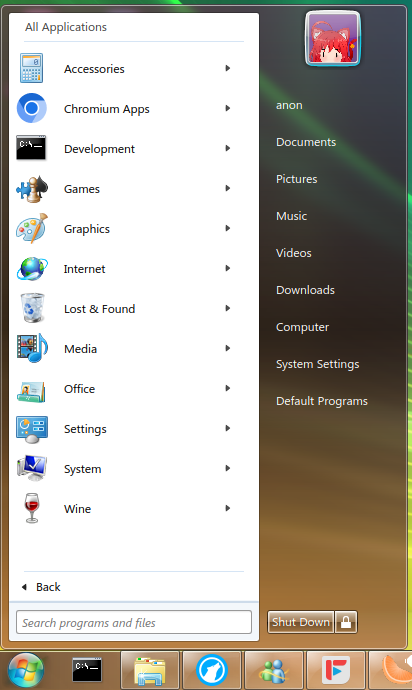 All Applications
Accessories
Chromium Apps
C:\_
Development
Games
Graphics
Internet
Lost & Found
Media
Office
Settings
System
Wine
Back
Search programs and files
anon
Documents
Pictures
Music
Videos
Downloads
Computer
System Settings
Default Programs
Shut Down
C:\_